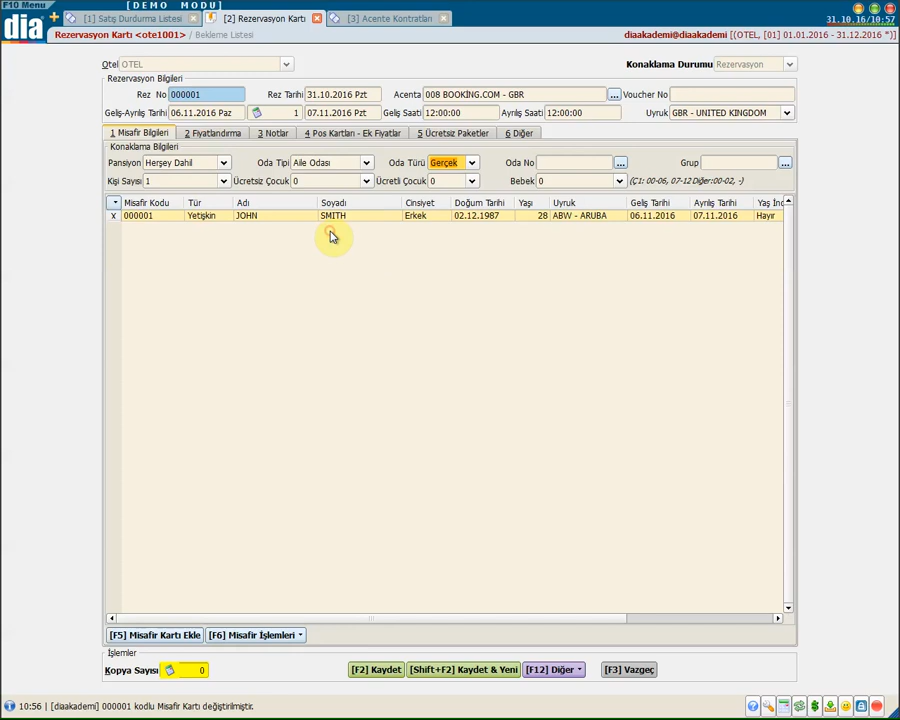 F10 Menu
[ D E M O   M O D U ]
[1] Satış Durdurma Listesi
[2] Rezervasyon Kartı
[3] Acente Kontratları
31.10.16/10:57
dia
Rezervasyon Kartı <ote1001> / Bekleme Listesi
diaakademi@diaakademi [(OTEL, [01] 01.01.2016 - 31.12.2016 ")]
Otel OTEL
Konaklama Durumu Rezervasyon
Rezervasyon Bilgileri
Rez No 000001 Rez Tarihi 31.10.2016 Pzt Acenta 008 BOOKING.COM - GBR ... Voucher No
Geliş-Ayrılış Tarihi 06.11.2016 Paz 1 07.11.2016 Pzt Geliş Saati 12:00:00 Ayrılış Saati 12:00:00 Uyruk GBR - UNITED KINGDOM
1 Misafir Bilgileri 2 Fiyatlandırma 3 Notlar 4 Pos Kartları - Ek Fiyatlar 5 Ücretsiz Paketler 6 Diğer
Konaklama Bilgileri
Pansiyon Herşey Dahil Oda Tipi Aile Odası Oda Türü Gerçek Oda No ... Grup ...
Kişi Sayısı 1 Ücretsiz Çocuk 0 Ücretli Çocuk 0 Bebek 0 (Ç1: 00-06, 07-12 Diğer:00-02, -)
Misafir Kodu Tür Adı Soyadı Cinsiyet Doğum Tarihi Yaşı Uyruk Geliş Tarihi Ayrılış Tarihi Yaş İnd
X 000001 Yetişkin JOHN SMITH Erkek 02.12.1987 28 ABW - ARUBA 06.11.2016 07.11.2016 Hayır
[F5] Misafir Kartı Ekle [F6] Misafir İşlemleri
İşlemler
Kopya Sayısı 0 [F2] Kaydet [Shift+F2] Kaydet & Yeni [F12] Diğer [F3] Vazgeç
10:56 | [diaakademi] 000001 kodlu Misafir Kartı değiştirilmiştir.